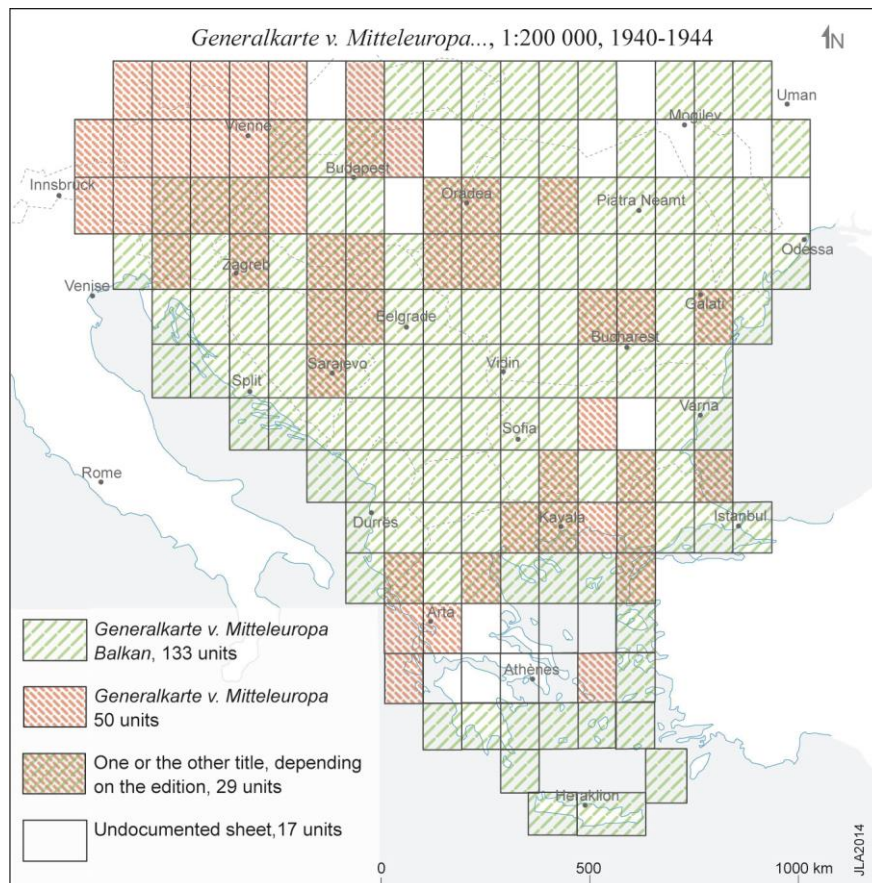 Generalkarte v. Mitteleuropa..., 1:200 000, 1940-1944
N
Uman
Mogilev
Vienne
Budapest
Innsbruck
Oradea
Piatra Neamt
Odessa
Zagreb
Venise
Galati
Belgrade
Bucharest
Sarajevo
Vidin
Split
Varna
Sofia
Rome
Durrës
Kavala
Istanbul
Arta
Athènes
Heraklion
Generalkarte v. Mitteleuropa
Balkan, 133 units
Generalkarte v. Mitteleuropa
50 units
One or the other title, depending
on the edition, 29 units
Undocumented sheet,17 units
0 500 1000 km
JLA2014